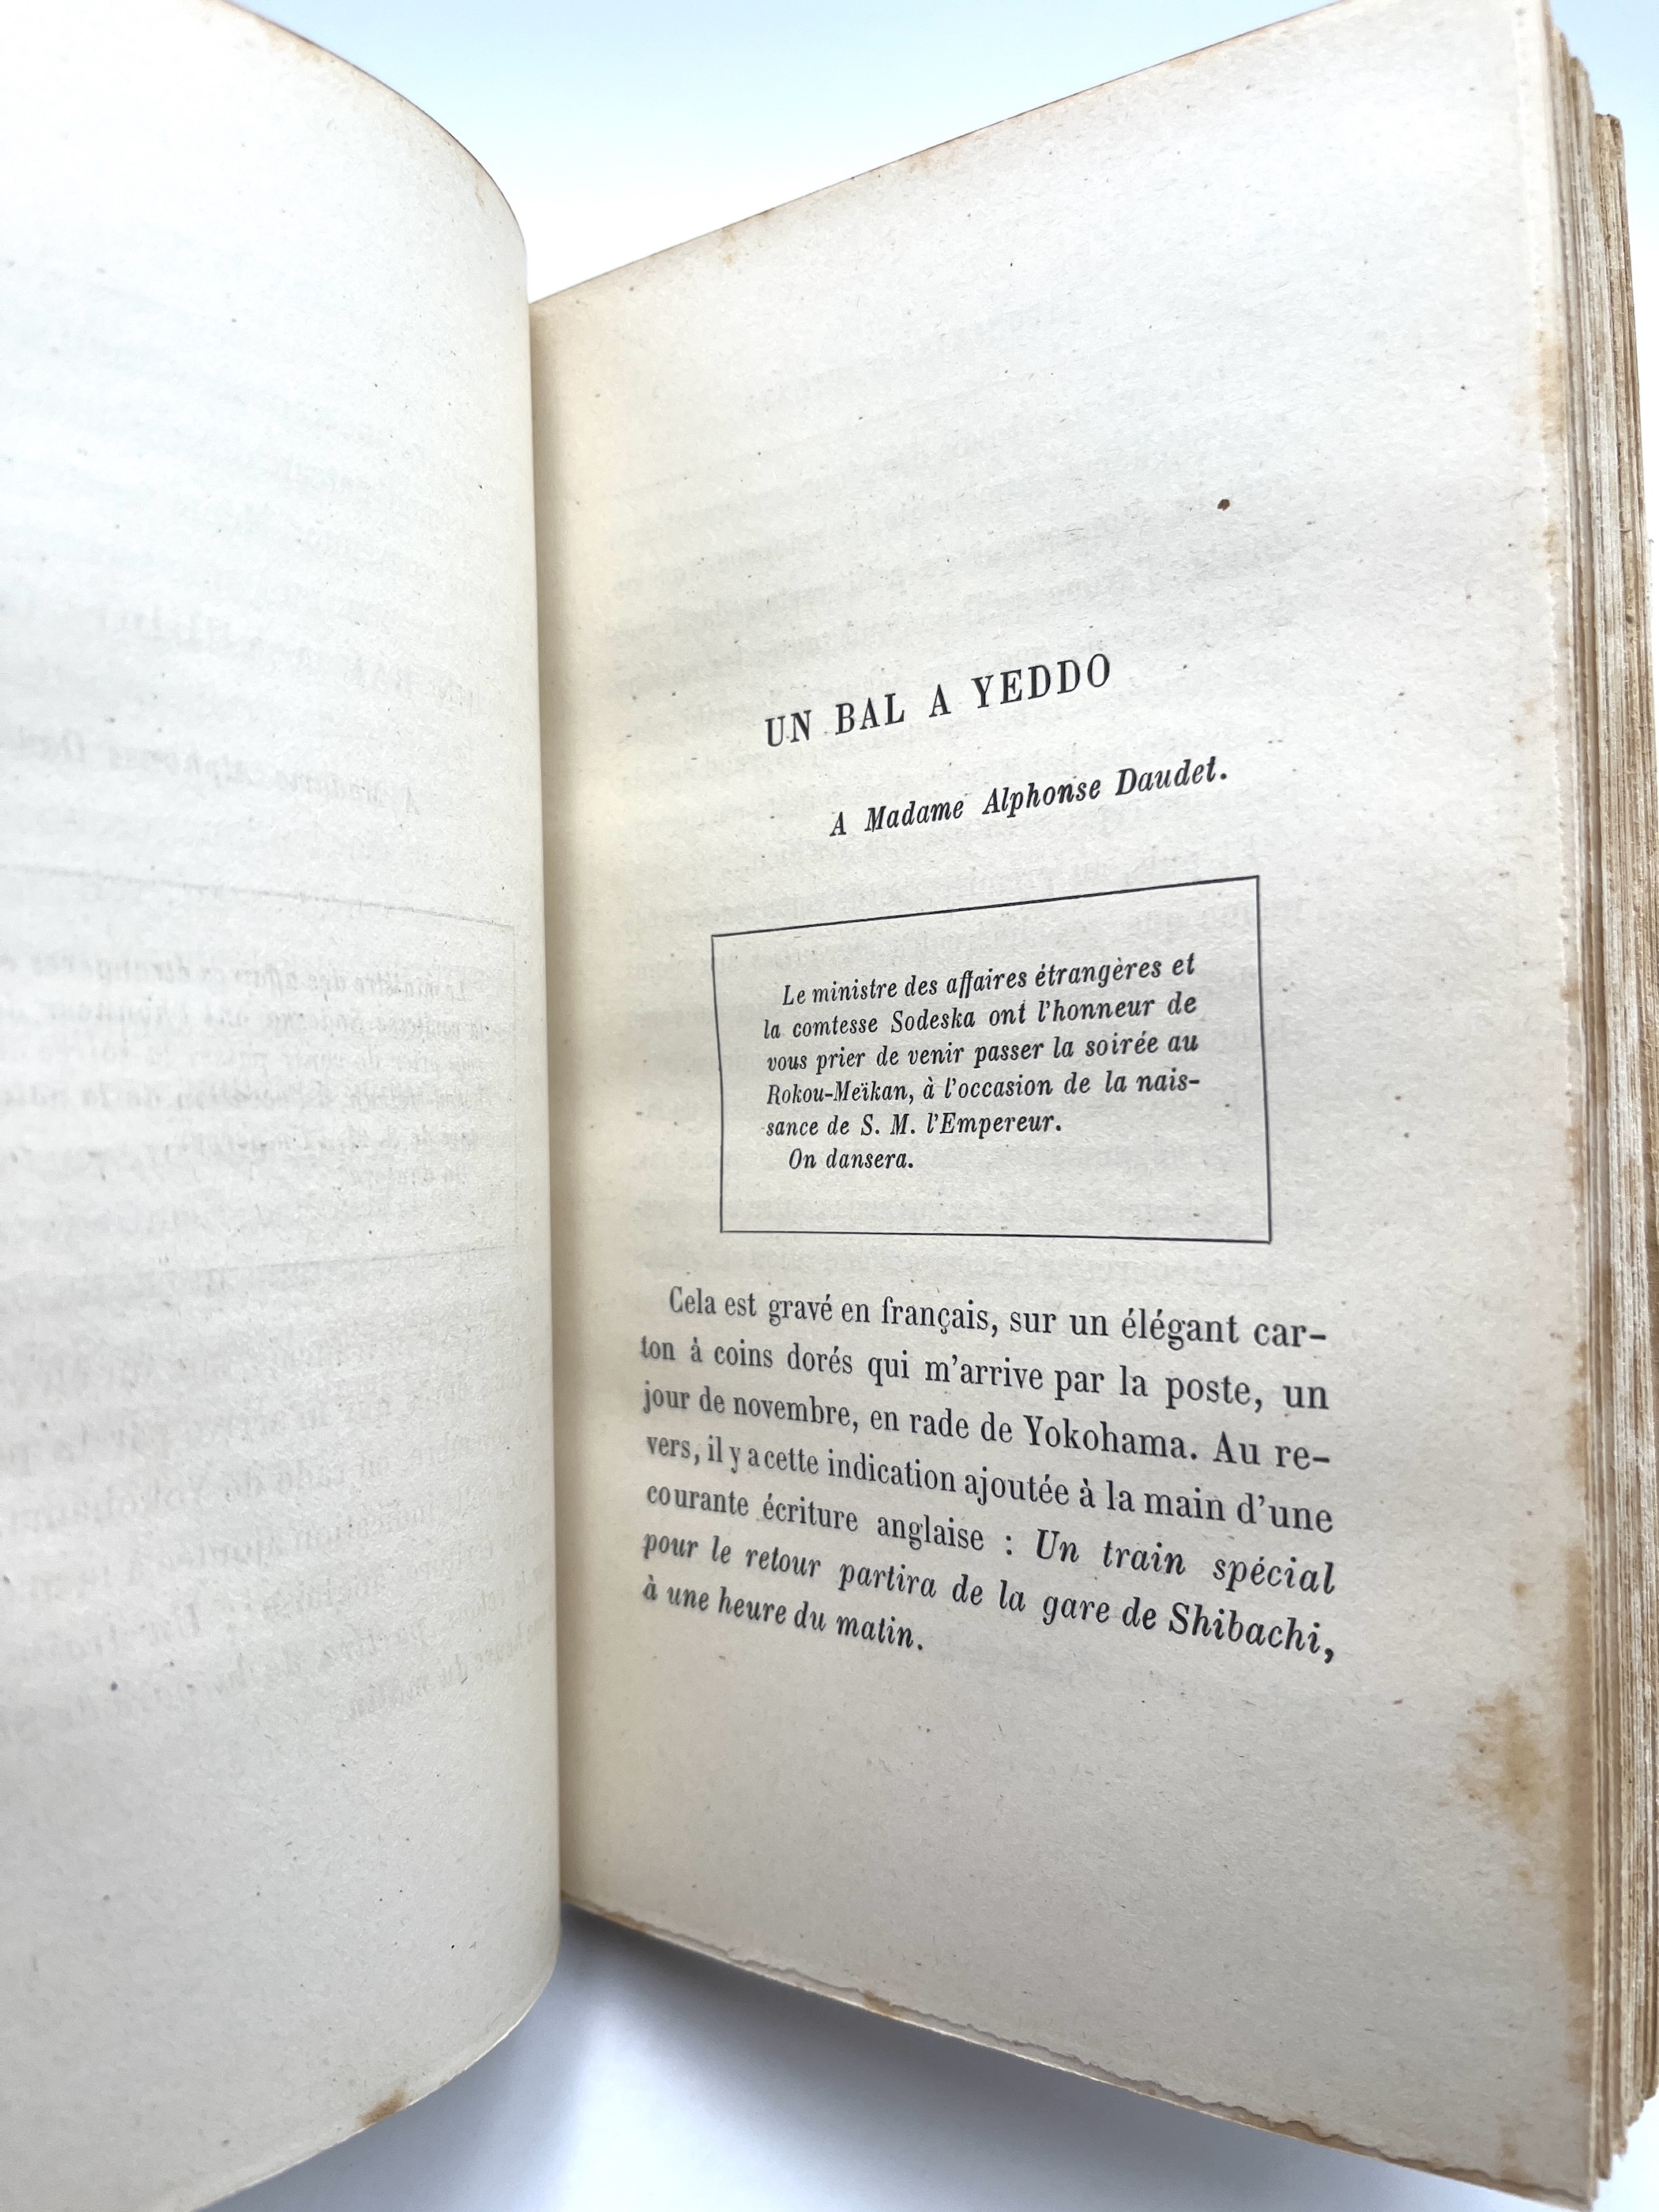 UN BAL A YEDDO
A Madame Alphonse Daudet.
Le ministre des affaires étrangères et
la comtesse Sodeska ont l'honneur de
vous prier de venir passer la soirée au
Rokou-Meïkan, à l'occasion de la nais-
sance de S. M. l'Empereur.
On dansera.
Cela est gravé en français, sur un élégant car-
ton à coins dorés qui m'arrive par la poste, un
jour de novembre, en rade de Yokohama. Au re-
vers, il y a cette indication ajoutée à la main d'une
courante écriture anglaise : Un train spécial
pour le retour partira de la gare de Shibachi,
à une heure du matin.